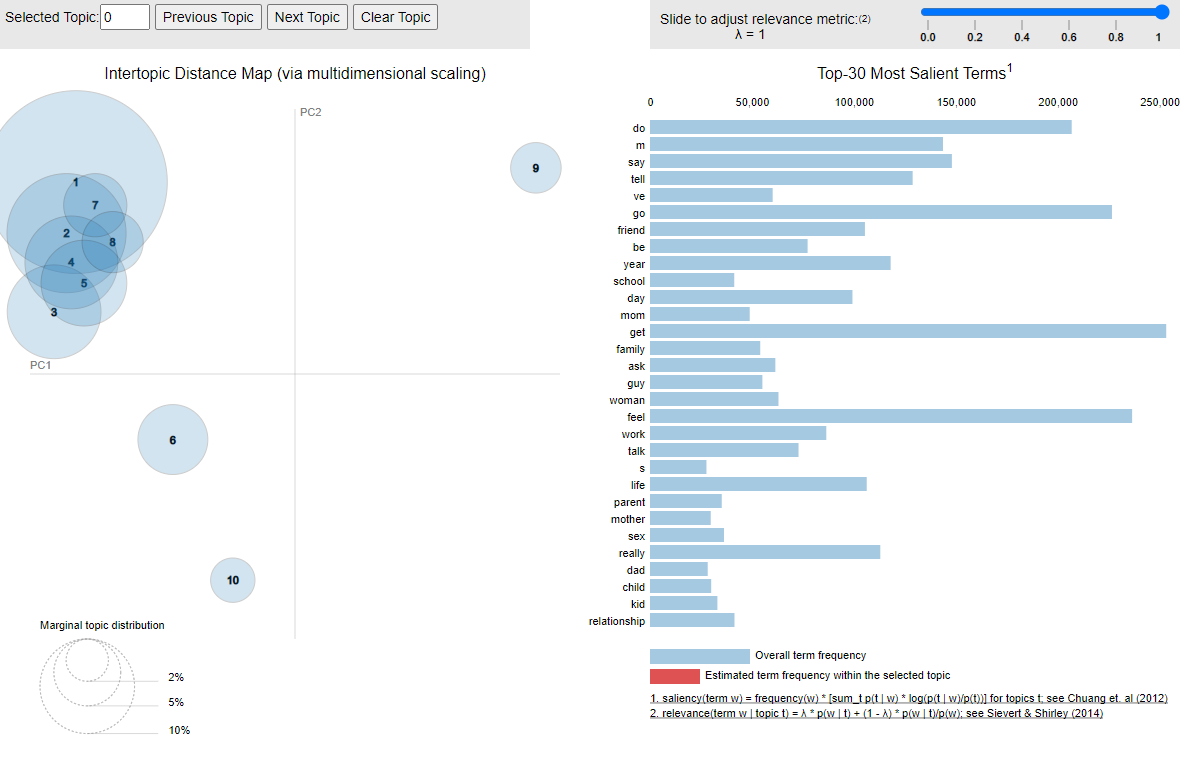 Selected Topic: 0 Previous Topic Next Topic Clear Topic
Slide to adjust relevance metric:(2)
λ = 1
0.0 0.2 0.4 0.6 0.8 1
Intertopic Distance Map (via multidimensional scaling)
PC2
PC1
1
7
2
8
4
5
3
9
6
10
Marginal topic distribution
2%
5%
10%
Top-30 Most Salient Terms1
0 50,000 100,000 150,000 200,000 250,000
do
m
say
tell
ve
go
friend
be
year
school
day
mom
get
family
ask
guy
woman
feel
work
talk
s
life
parent
mother
sex
really
dad
child
kid
relationship
Overall term frequency
Estimated term frequency within the selected topic
1. saliency(term w) = frequency(w) * [sum_t p(t | w) * log(p(t | w)/p(t))] for topics t; see Chuang et. al (2012)
2. relevance(term w | topic t) = λ * p(w | t) + (1 - λ) * p(w | t)/p(w); see Sievert & Shirley (2014)